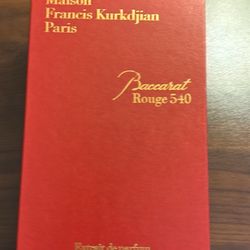 Maison
Francis Kurkdjian
Paris
Baccarat
Rouge 540
Extrait de parfum